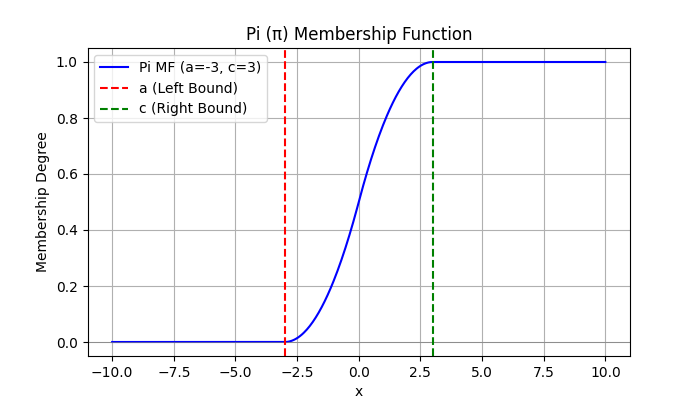 Pi (π) Membership Function
Pi MF (a=-3, c=3)
a (Left Bound)
c (Right Bound)
Membership Degree
1.0
0.8
0.6
0.4
0.2
0.0
−10.0 −7.5 −5.0 −2.5 0.0 2.5 5.0 7.5 10.0
x